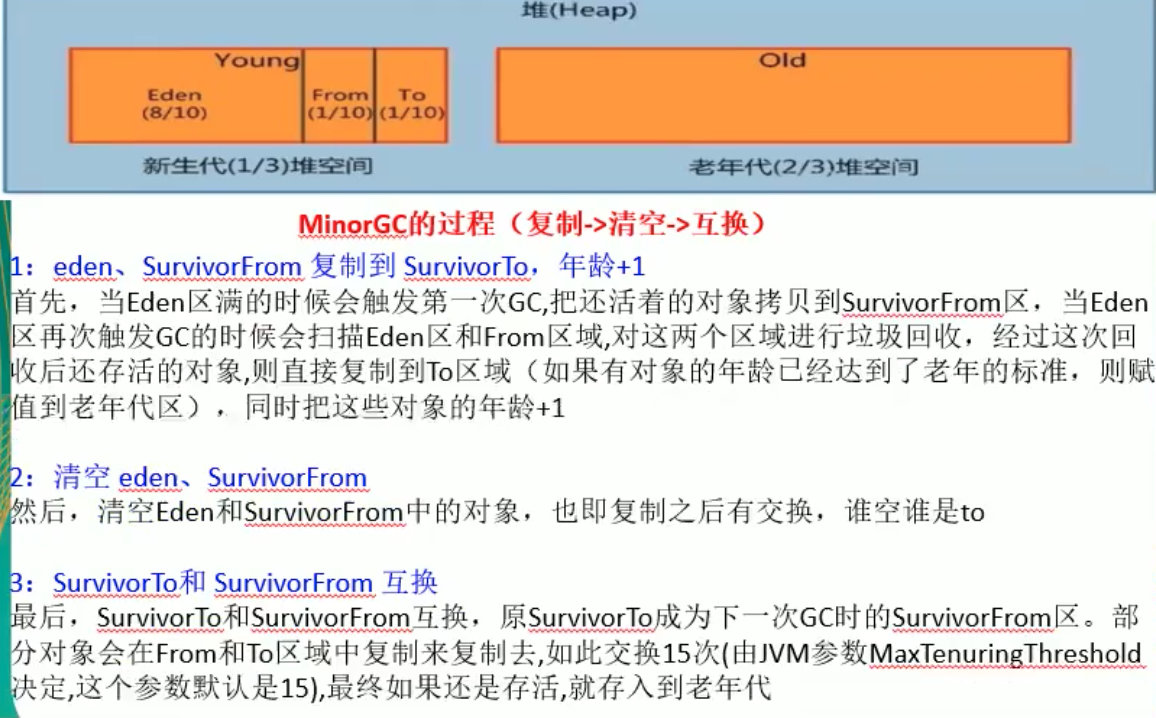 堆(Heap)
Young
Old
Eden
From
To
(8/10)
(1/10)
(1/10)
新生代(1/3)堆空间
老年代(2/3)堆空间
MinorGC的过程（复制->清空->互换）
1：eden、SurvivorFrom 复制到 SurvivorTo，年龄+1
首先，当Eden区满的时候会触发第一次GC,把还活着的对象拷贝到SurvivorFrom区，当Eden
区再次触发GC的时候会扫描Eden区和From区域,对这两个区域进行垃圾回收，经过这次回
收后还存活的对象,则直接复制到To区域（如果有对象的年龄已经达到了老年的标准，则赋
值到老年代区），同时把这些对象的年龄+1
2：清空 eden、SurvivorFrom
然后，清空Eden和SurvivorFrom中的对象，也即复制之后有交换，谁空谁是to
3：SurvivorTo和 SurvivorFrom 互换
最后，SurvivorTo和SurvivorFrom互换，原SurvivorTo成为下一次GC时的SurvivorFrom区。部
分对象会在From和To区域中复制来复制去,如此交换15次(由JVM参数MaxTenuringThreshold
决定,这个参数默认是15),最终如果还是存活,就存入到老年代